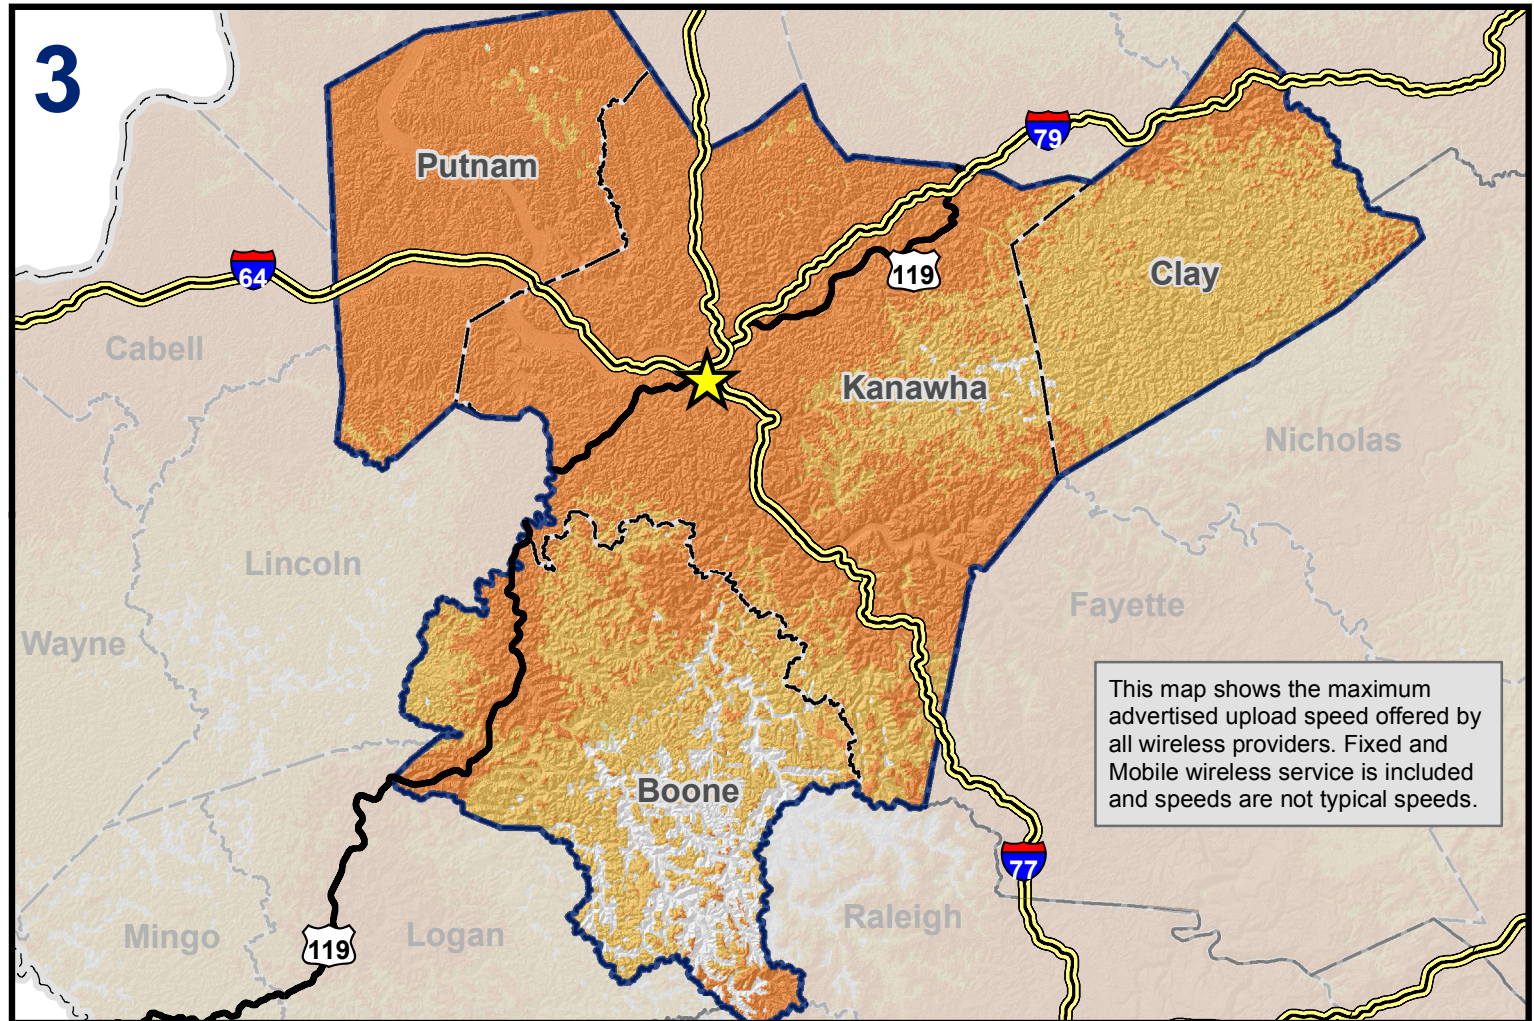 3
79
Putnam
64
119
Clay
Cabell
Kanawha
Nicholas
Lincoln
Fayette
Wayne
This map shows the maximum
advertised upload speed offered by
all wireless providers. Fixed and
Mobile wireless service is included
and speeds are not typical speeds.
Boone
77
Raleigh
Mingo
119
Logan